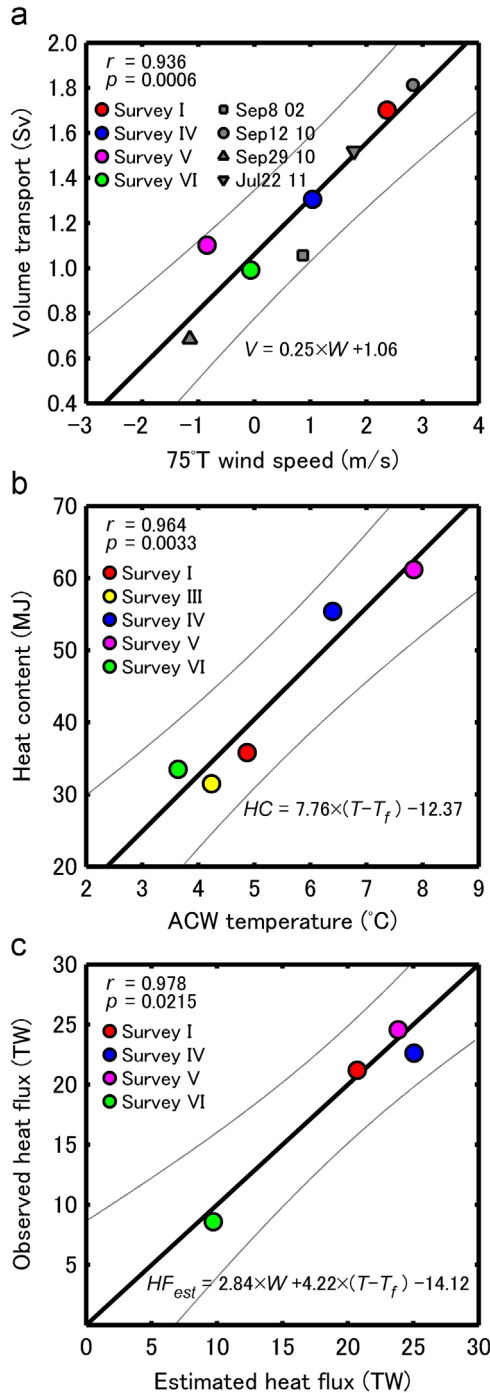 a
2.0
1.8
1.6
1.4
1.2
1.0
0.8
0.6
0.4
Volume transport (Sv)
r = 0.936
p = 0.0006
Survey I
Survey IV
Survey V
Survey VI
Sep8 02
Sep12 10
Sep29 10
Jul22 11
V = 0.25×W +1.06
−3 −2 −1 0 1 2 3 4
75°T wind speed (m/s)
b
70
60
50
40
30
20
Heat content (MJ)
r = 0.964
p = 0.0033
Survey I
Survey III
Survey IV
Survey V
Survey VI
HC = 7.76×(T−Tf) −12.37
2 3 4 5 6 7 8 9
ACW temperature (°C)
c
30
25
20
15
10
5
Observed heat flux (TW)
r = 0.978
p = 0.0215
Survey I
Survey IV
Survey V
Survey VI
HFest = 2.84×W +4.22×(T−Tf) −14.12
0 5 10 15 20 25 30
Estimated heat flux (TW)